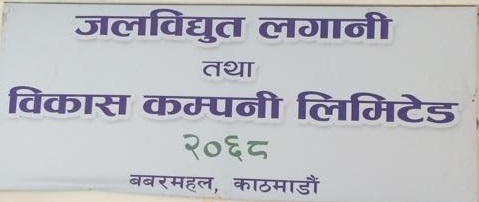 जलविद्युत लगानी
तथा
विकास कम्पनी लिमिटेड
२०६८
बबरमहल, काठमाडौं